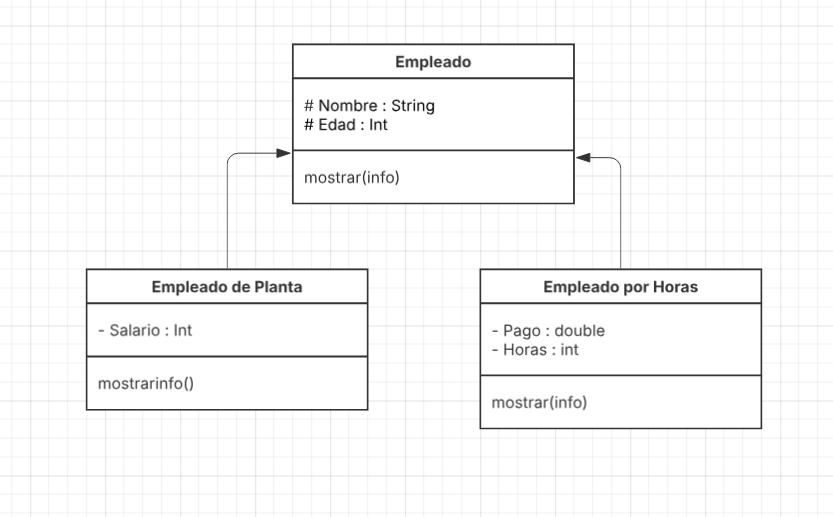 Empleado
# Nombre : String
# Edad : Int
mostrar(info)
Empleado de Planta
- Salario : Int
mostrarinfo()
Empleado por Horas
- Pago : double
- Horas : int
mostrar(info)